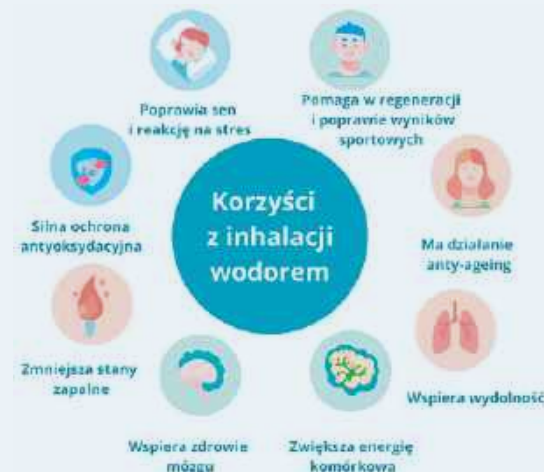 Poprawia sen
i reakcję na stres
Pomaga w regeneracji
i poprawie wyników
sportowych
Silna ochrona
antyoksydacyjna
Korzyści
z inhalacji
wodorem
Ma działanie
anty-ageing
Zmniejsza stany
zapalne
Wspiera wydolność
Wspiera zdrowie
mózgu
Zwiększa energię
komórkowa